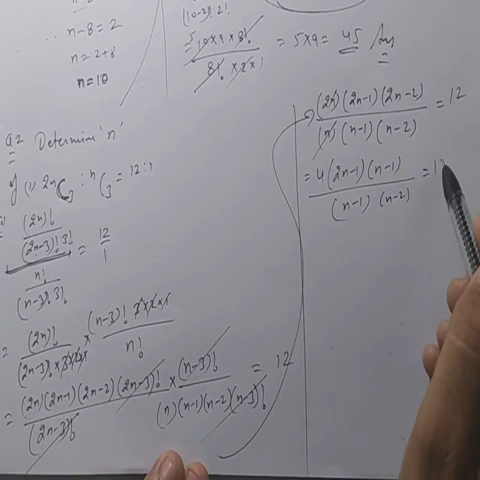 ∴ n-8 = 2
n = 2+8
n = 10
(10-2)! 2!
= 10 × 9 × 8! / 8! × 2 × 1 = 5×9 = 45 Ans
Q2 Determine 'n'
if (i) 2nC3 : nC3 = 12:1
(2n)! / (2n-3)! 3! / n! / (n-3)! 3! = 12 / 1
= (2n)! / (2n-3)! × 3×2×1 × (n-3)! 3×2×1 / n!
= (2n)(2n-1)(2n-2)(2n-3)! / (2n-3)! × (n-3)! / (n)(n-1)(n-2)(n-3)! = 12
(2n)(2n-1)(2n-2) / (n)(n-1)(n-2) = 12
= 4(2n-1)(n-1) / (n-1)(n-2) = 1